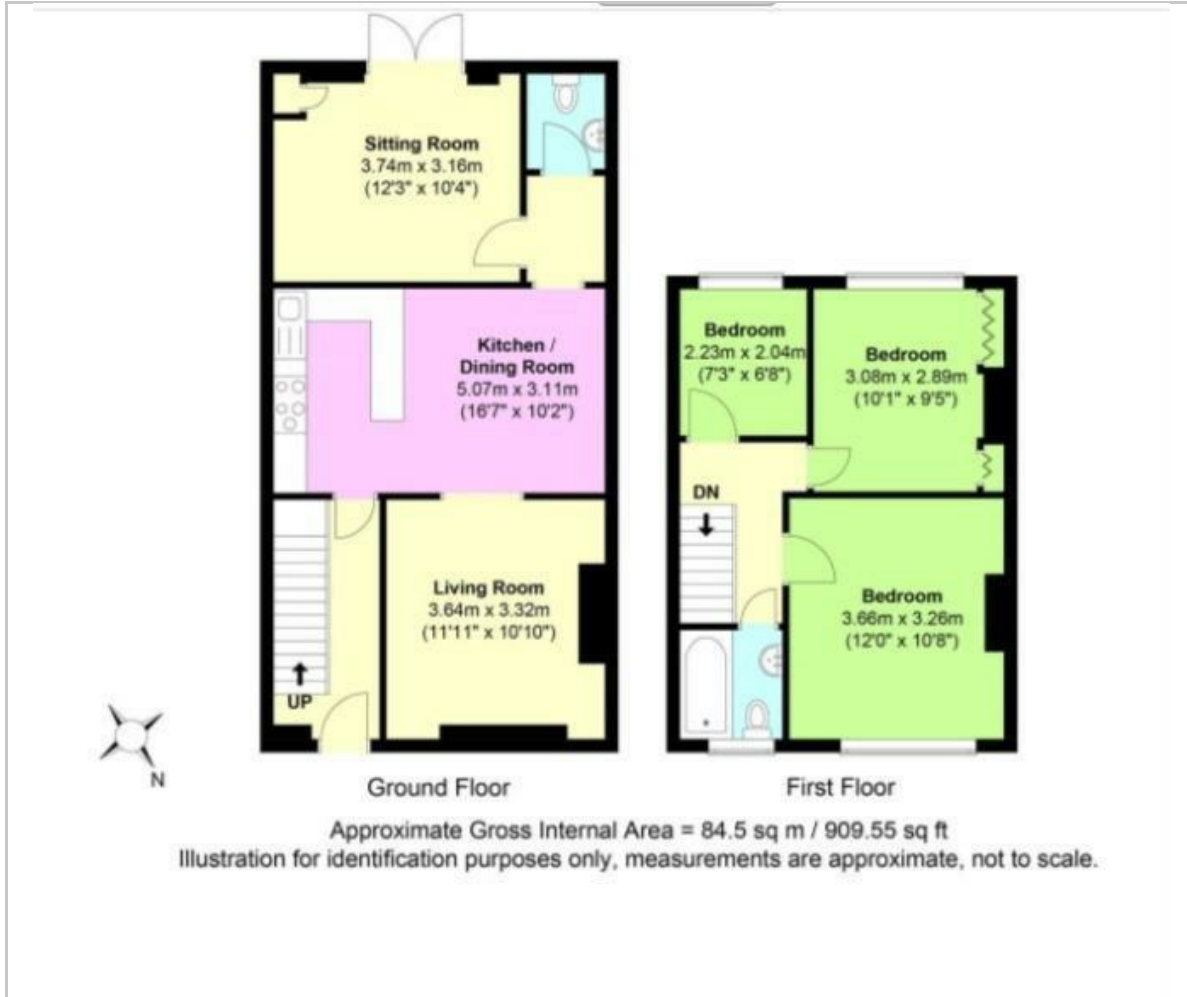 Sitting Room
3.74m x 3.16m
(12'3" x 10'4")
Kitchen /
Dining Room
5.07m x 3.11m
(16'7" x 10'2")
Living Room
3.64m x 3.32m
(11'11" x 10'10")
UP
N
Ground Floor
Bedroom
2.23m x 2.04m
(7'3" x 6'8")
Bedroom
3.08m x 2.89m
(10'1" x 9'5")
DN
Bedroom
3.66m x 3.26m
(12'0" x 10'8")
First Floor
Approximate Gross Internal Area = 84.5 sq m / 909.55 sq ft
Illustration for identification purposes only, measurements are approximate, not to scale.